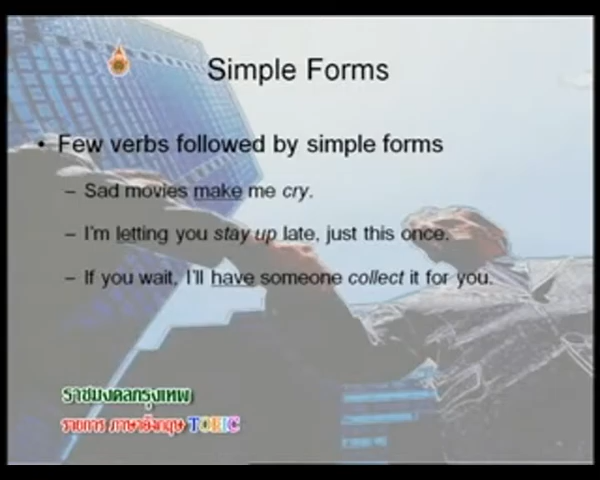 Simple Forms
• Few verbs followed by simple forms
– Sad movies make me cry.
– I'm letting you stay up late, just this once.
– If you wait, I'll have someone collect it for you.
ราชมงคลกรุงเทพ
รายการ ภาษาอังกฤษ TOEIC